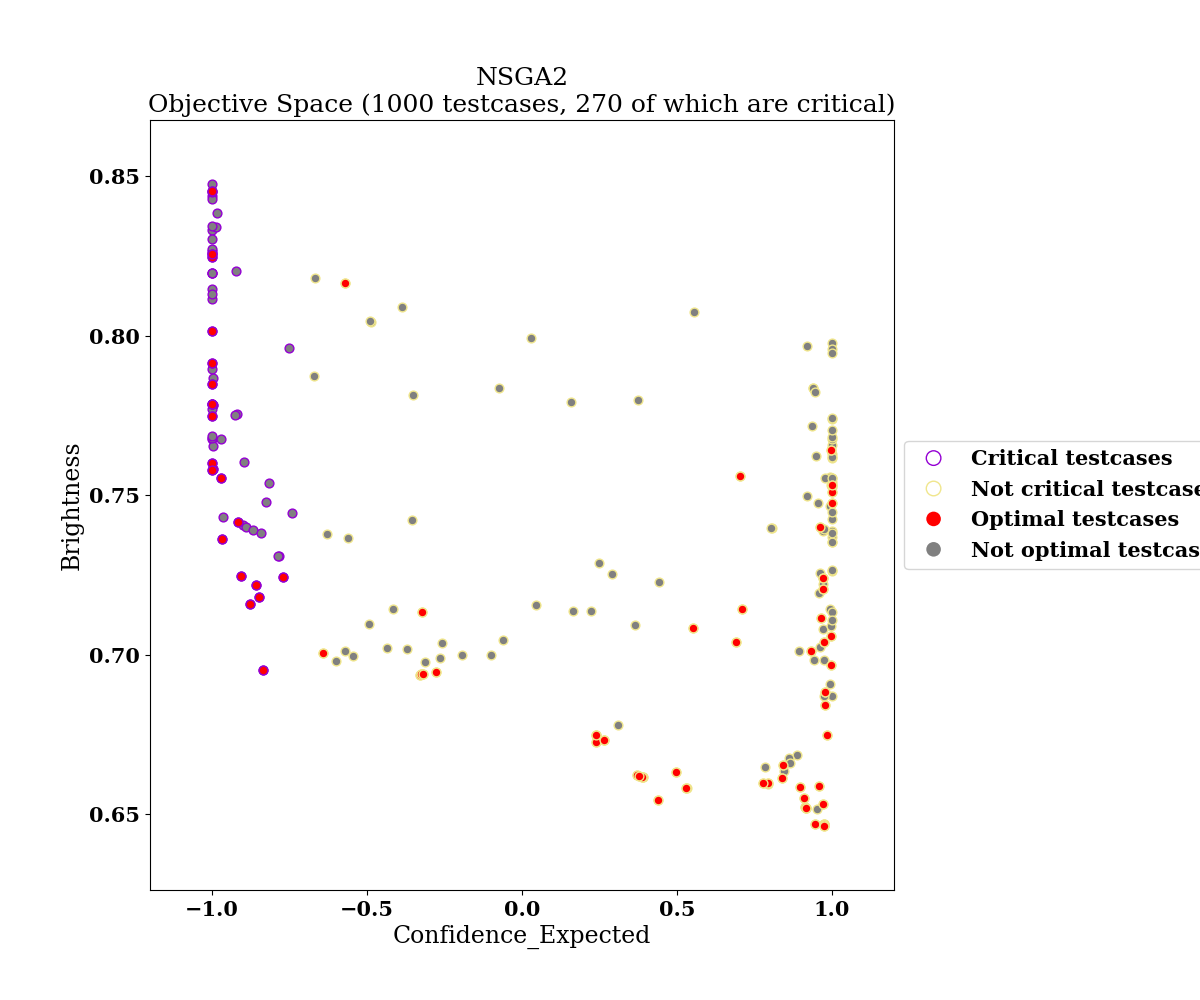 NSGA2
Objective Space (1000 testcases, 270 of which are critical)
0.85
0.80
0.75
0.70
0.65
Brightness
−1.0
−0.5
0.0
0.5
1.0
Confidence_Expected
Critical testcases
Not critical testcase
Optimal testcases
Not optimal testcas